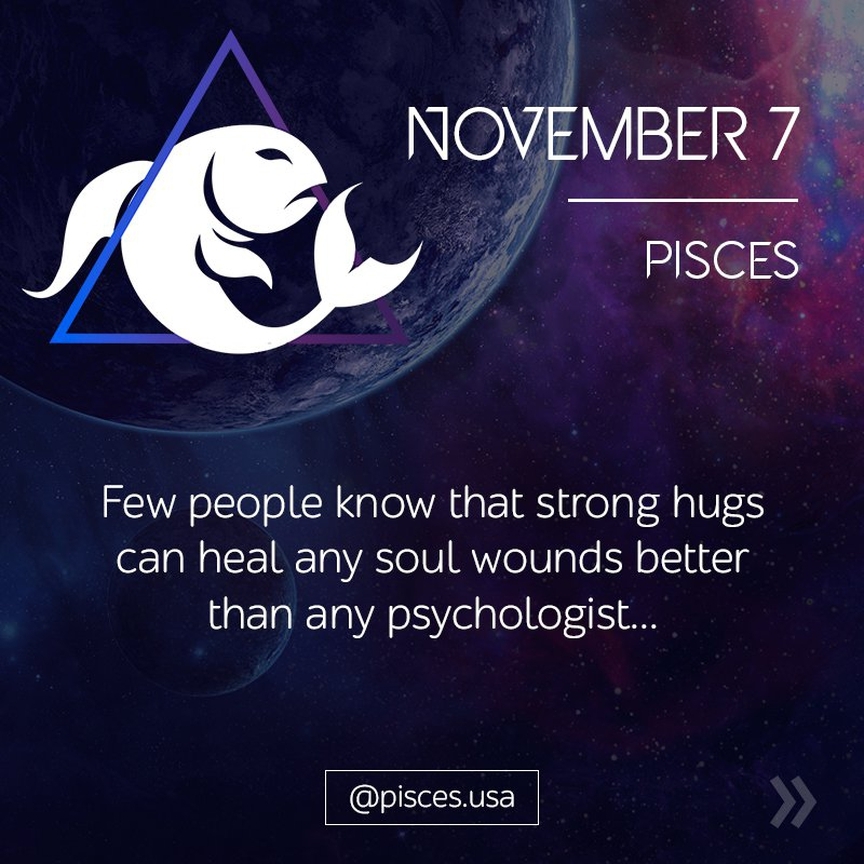 NOVEMBER 7
PISCES
Few people know that strong hugs
can heal any soul wounds better
than any psychologist...
@pisces.usa